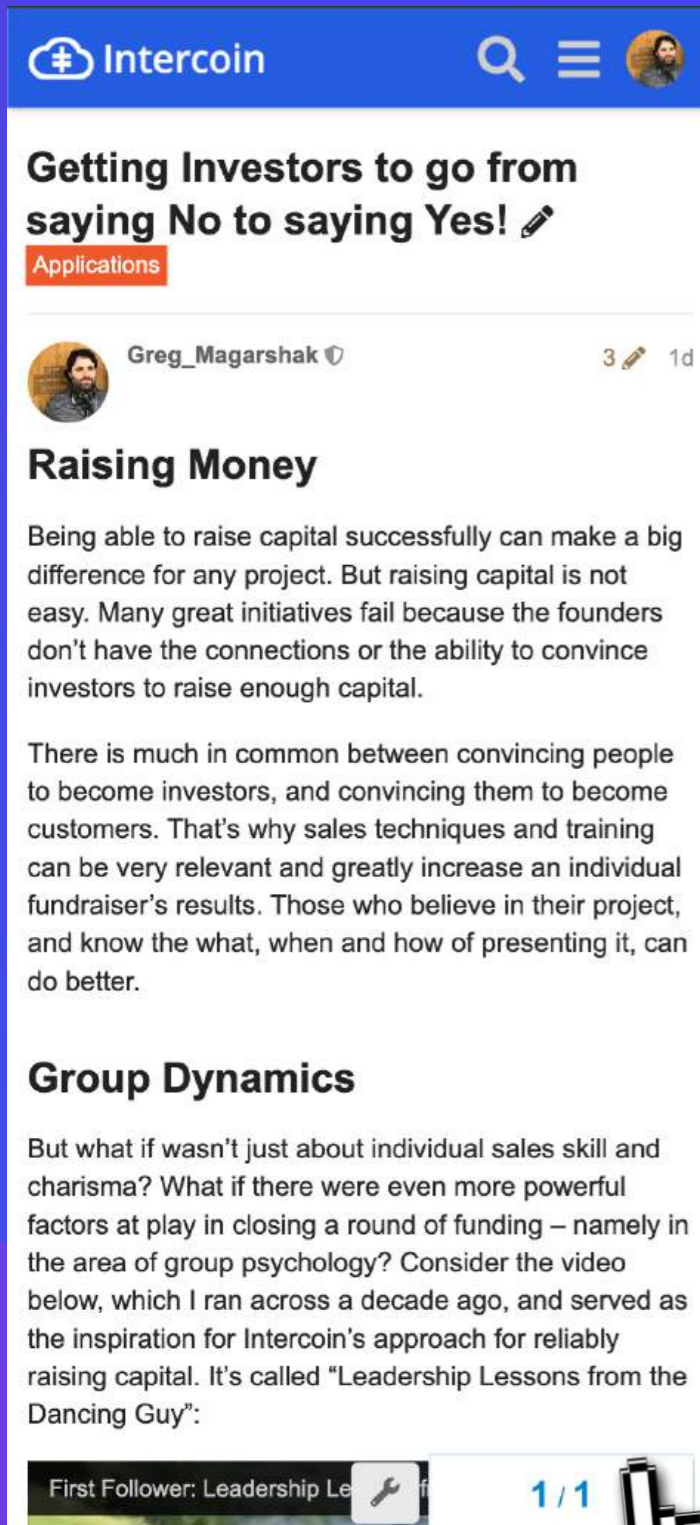 Intercoin
Getting Investors to go from
saying No to saying Yes!
Applications
Greg_Magarshak
3
1d
Raising Money
Being able to raise capital successfully can make a big
difference for any project. But raising capital is not
easy. Many great initiatives fail because the founders
don't have the connections or the ability to convince
investors to raise enough capital.
There is much in common between convincing people
to become investors, and convincing them to become
customers. That's why sales techniques and training
can be very relevant and greatly increase an individual
fundraiser's results. Those who believe in their project,
and know the what, when and how of presenting it, can
do better.
Group Dynamics
But what if wasn't just about individual sales skill and
charisma? What if there were even more powerful
factors at play in closing a round of funding – namely in
the area of group psychology? Consider the video
below, which I ran across a decade ago, and served as
the inspiration for Intercoin's approach for reliably
raising capital. It's called “Leadership Lessons from the
Dancing Guy”:
First Follower: Leadership
1 / 1